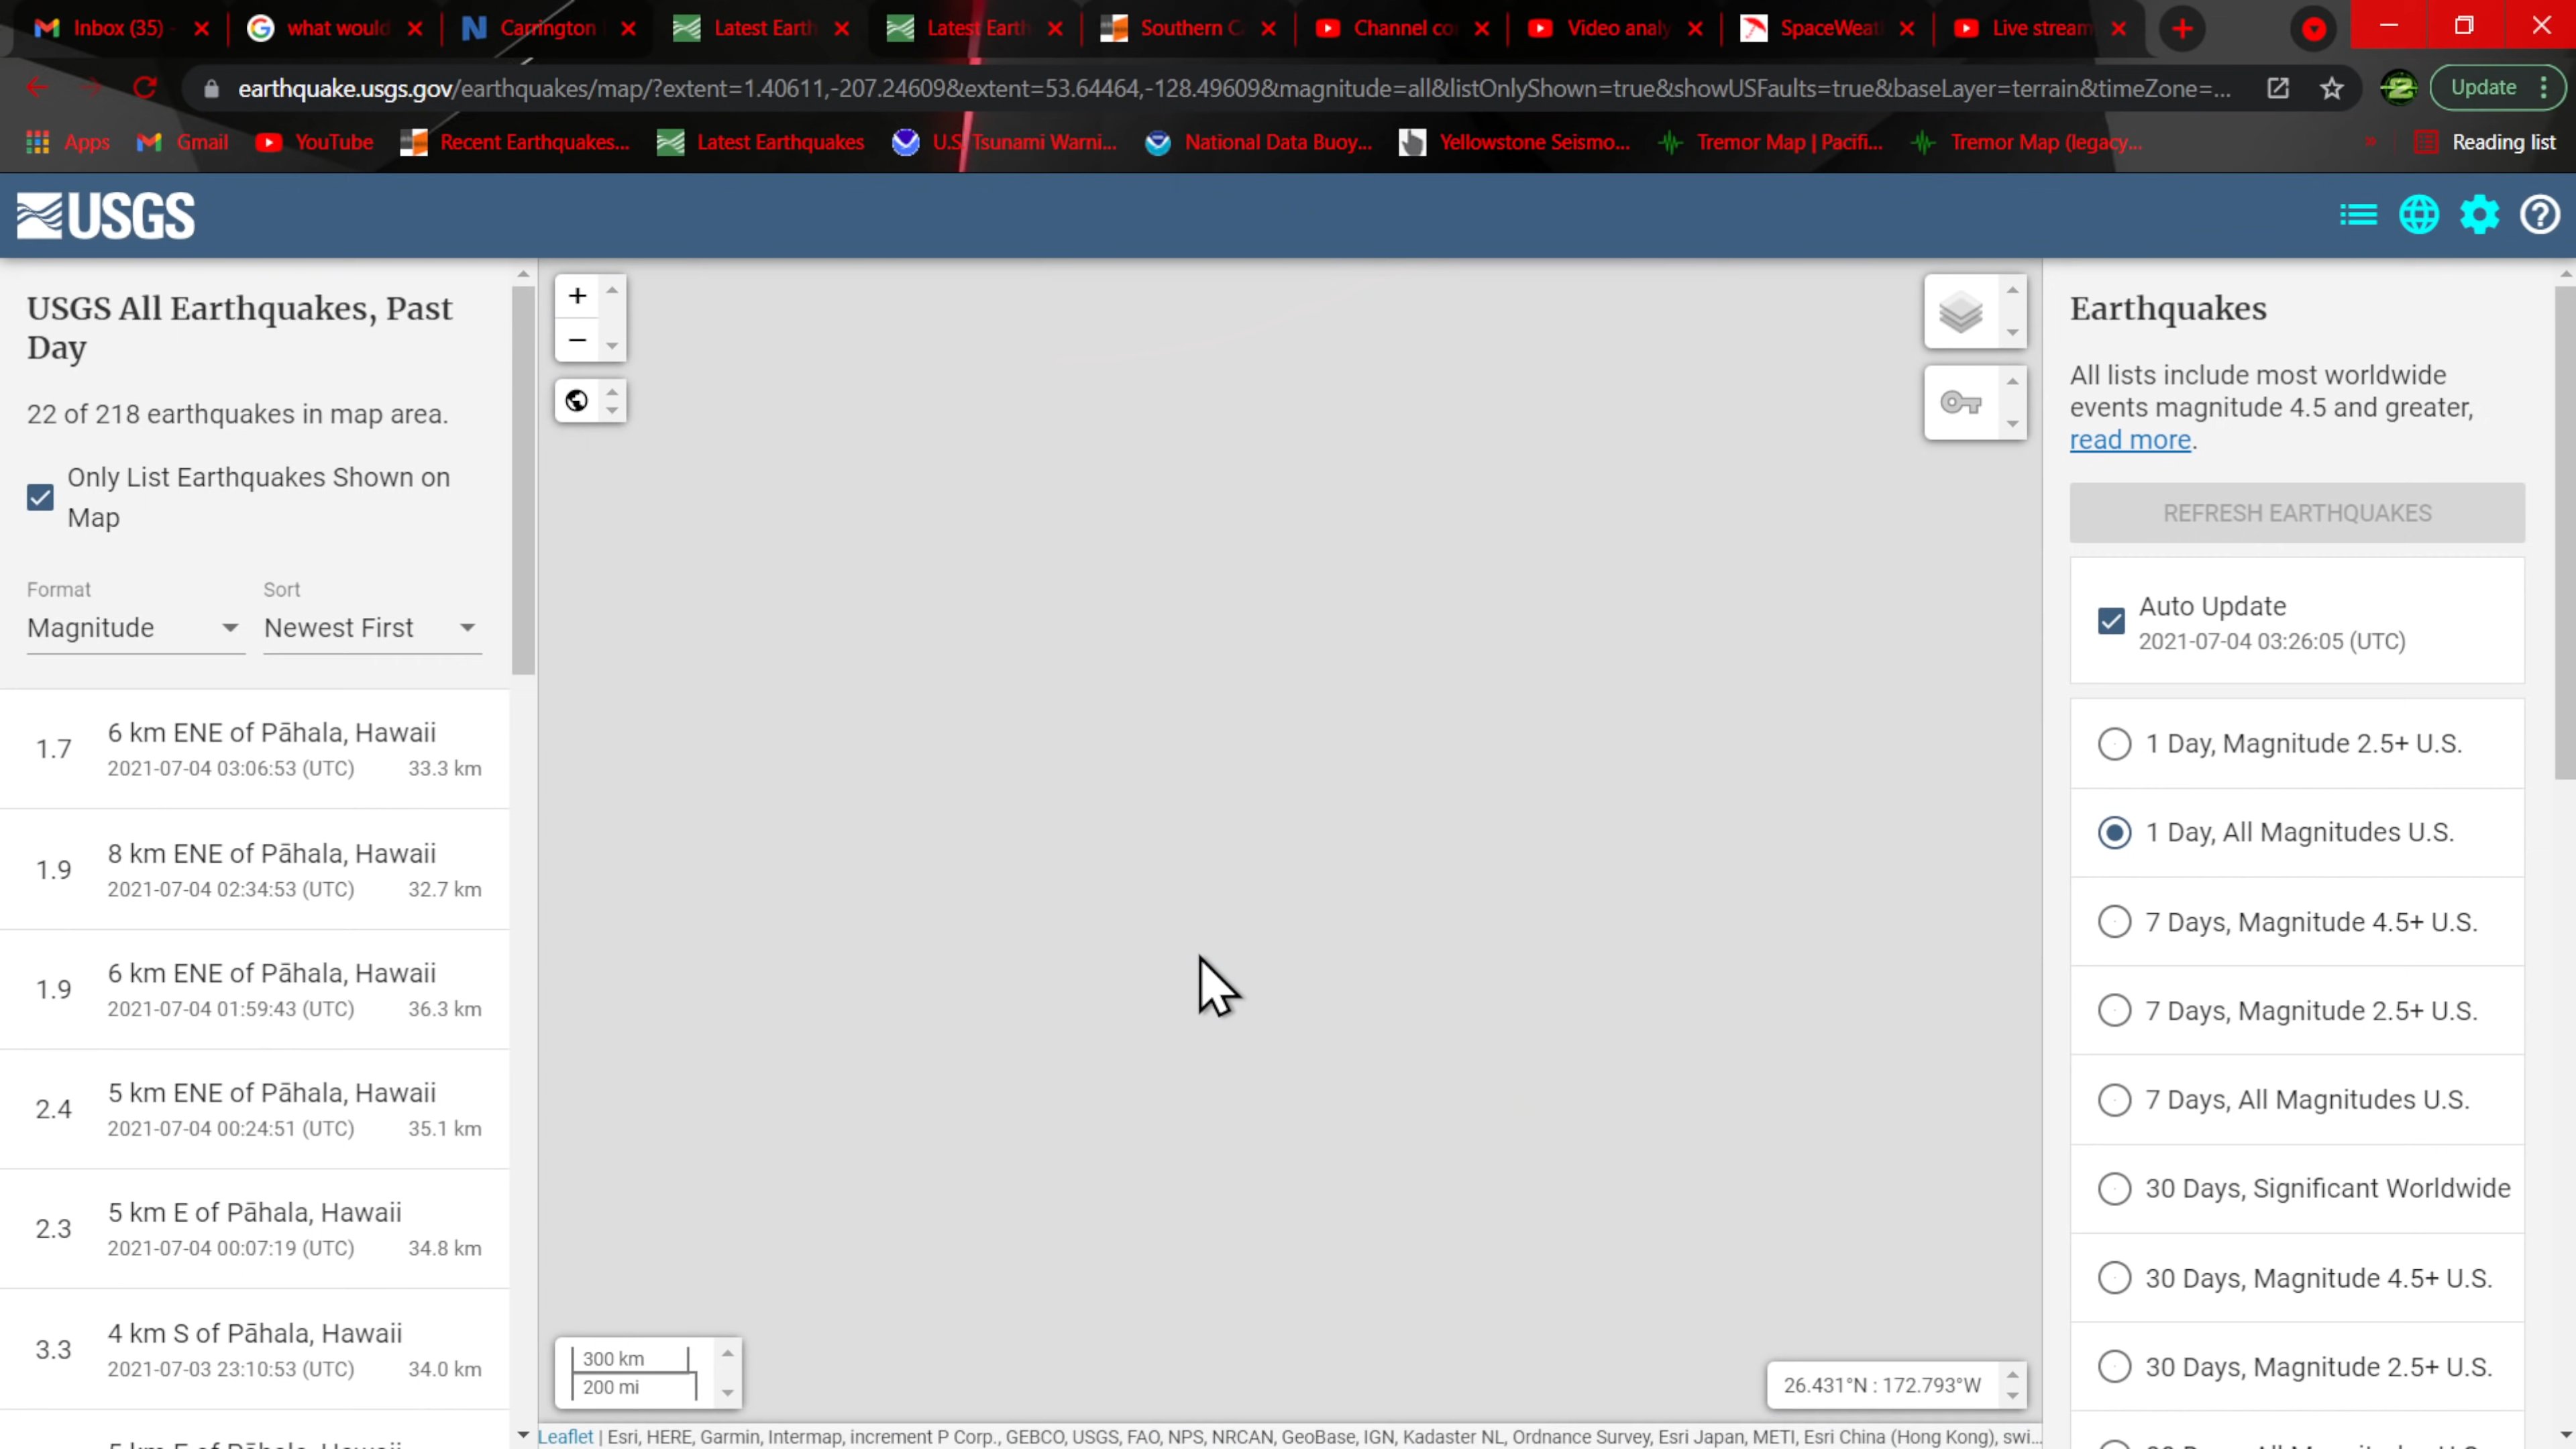 Inbox (35) -
what would
Carrington
Latest Earth
Latest Earth
Southern C
Channel co
Video analy
SpaceWeat
Live stream
earthquake.usgs.gov/earthquakes/map/?extent=1.40611,-207.24609&extent=53.64464,-128.49609&magnitude=all&listOnlyShown=true&showUSFaults=true&baseLayer=terrain&timeZone=...
Update
Apps
Gmail
YouTube
Recent Earthquakes...
Latest Earthquakes
U.S. Tsunami Warni...
National Data Buoy...
Yellowstone Seismo...
Tremor Map | Pacifi...
Tremor Map (legacy...
Reading list
USGS
USGS All Earthquakes, Past
Day
22 of 218 earthquakes in map area.
Only List Earthquakes Shown on
Map
Format
Sort
Magnitude
Newest First
1.7
6 km ENE of Pāhala, Hawaii
2021-07-04 03:06:53 (UTC) 33.3 km
1.9
8 km ENE of Pāhala, Hawaii
2021-07-04 02:34:53 (UTC) 32.7 km
1.9
6 km ENE of Pāhala, Hawaii
2021-07-04 01:59:43 (UTC) 36.3 km
2.4
5 km ENE of Pāhala, Hawaii
2021-07-04 00:24:51 (UTC) 35.1 km
2.3
5 km E of Pāhala, Hawaii
2021-07-04 00:07:19 (UTC) 34.8 km
3.3
4 km S of Pāhala, Hawaii
2021-07-03 23:10:53 (UTC) 34.0 km
+
−
300 km
200 mi
26.431°N : 172.793°W
Leaflet | Esri, HERE, Garmin, Intermap, increment P Corp., GEBCO, USGS, FAO, NPS, NRCAN, GeoBase, IGN, Kadaster NL, Ordnance Survey, Esri Japan, METI, Esri China (Hong Kong), swi...
Earthquakes
All lists include most worldwide
events magnitude 4.5 and greater,
read more.
REFRESH EARTHQUAKES
Auto Update
2021-07-04 03:26:05 (UTC)
1 Day, Magnitude 2.5+ U.S.
1 Day, All Magnitudes U.S.
7 Days, Magnitude 4.5+ U.S.
7 Days, Magnitude 2.5+ U.S.
7 Days, All Magnitudes U.S.
30 Days, Significant Worldwide
30 Days, Magnitude 4.5+ U.S.
30 Days, Magnitude 2.5+ U.S.